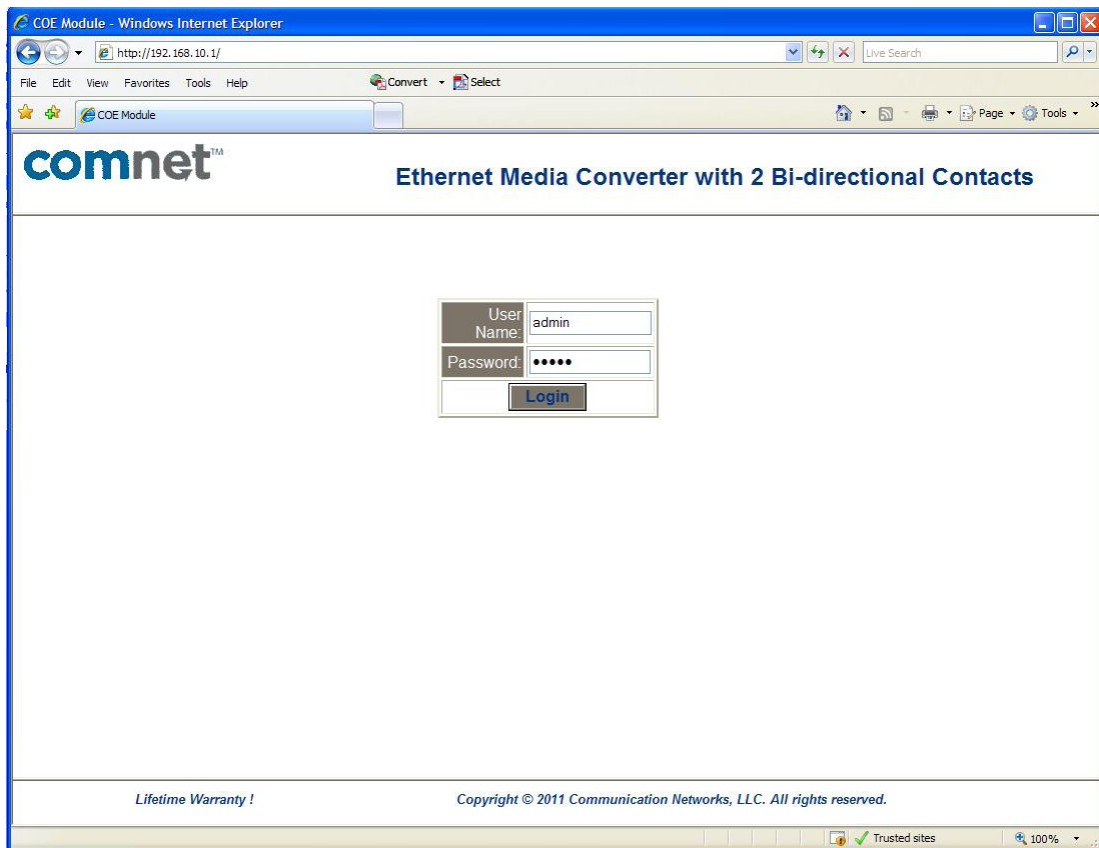 COE Module - Windows Internet Explorer
http://192.168.10.1/
Live Search
File Edit View Favorites Tools Help
Convert Select
COE Module
Page Tools »
comnet™
Ethernet Media Converter with 2 Bi-directional Contacts
User
Name:
admin
Password: •••••
Login
Lifetime Warranty !
Copyright © 2011 Communication Networks, LLC. All rights reserved.
Trusted sites
100%